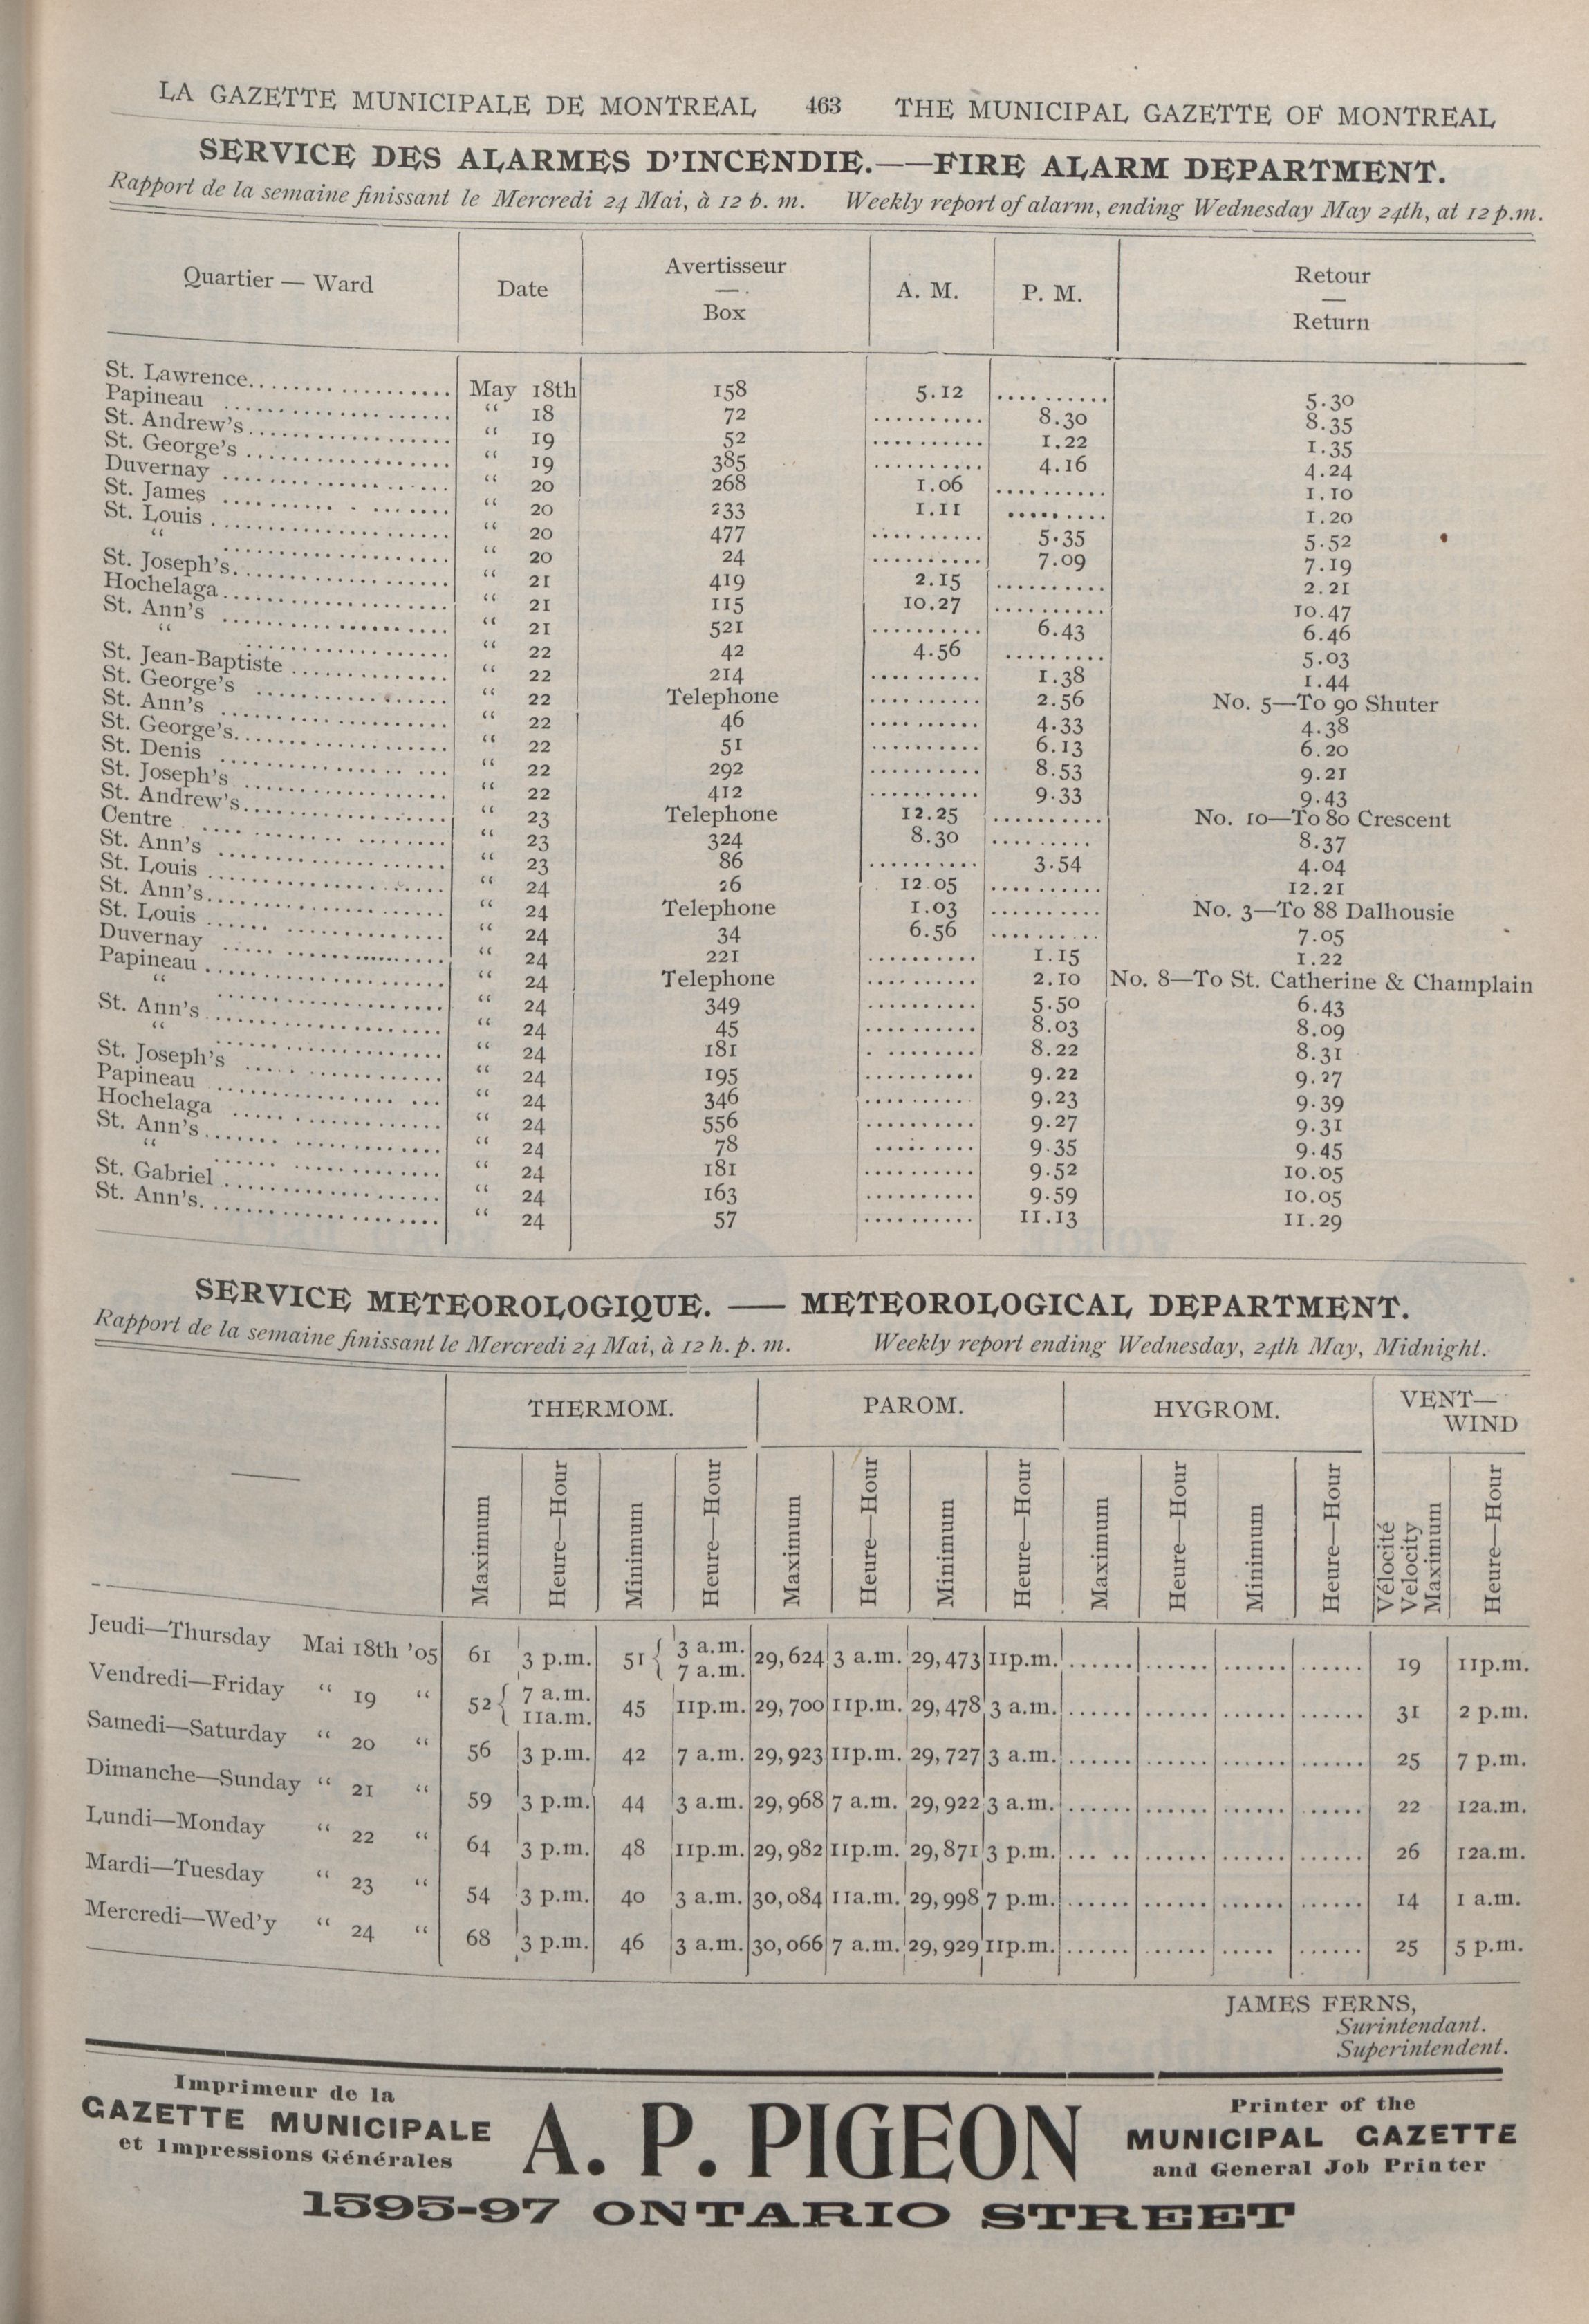 LA GAZETTE MUNICIPALE DE MONTREAL 463 THE MUNICIPAL GAZETTE OF MONTREAL
SERVICE DES ALARMES D'INCENDIE.——FIRE ALARM DEPARTMENT.
Rapport de la semaine finissant le Mercredi 24 Mai, à 12 p. m. Weekly report of alarm, ending Wednesday May 24th, at 12 p.m.
Quartier — Ward Date Avertisseur — Box A. M. P. M. Retour — Return
St. Lawrence.................... May 18th 158 5.12 .......... 5.30
Papineau .................... “ 18 72 .......... 8.30 8.35
St. Andrew's.................... “ 19 52 .......... 1.22 1.35
St. George's .................... “ 19 385 .......... 4.16 4.24
Duvernay .................... “ 20 268 1.06 .......... 1.10
St. James .................... “ 20 233 1.11 .......... 1.20
St. Louis .................... “ 20 477 .......... 5.35 5.52
“ .................... “ 20 24 .......... 7.09 7.19
St. Joseph's.................... “ 21 419 2.15 .......... 2.21
Hochelaga.................... “ 21 115 10.27 .......... 10.47
St. Ann's .................... “ 21 521 .......... 6.43 6.46
“ .................... “ 22 42 4.56 .......... 5.03
St. Jean-Baptiste .............. “ 22 214 .......... 1.38 1.44
St. George's .................... “ 22 Telephone .......... 2.56 No. 5—To 90 Shuter
St. Ann's .................... “ 22 46 .......... 4.33 4.38
St. George's.................... “ 22 51 .......... 6.13 6.20
St. Denis .................... “ 22 292 .......... 8.53 9.21
St. Joseph's .................... “ 22 412 .......... 9.33 9.43
St. Andrew's.................... “ 23 Telephone 12.25 .......... No. 10—To 80 Crescent
Centre .................... “ 23 324 8.30 .......... 8.37
St. Ann's .................... “ 23 86 .......... 3.54 4.04
St. Louis .................... “ 24 26 12.05 .......... 12.21
St. Ann's.................... “ 24 Telephone 1.03 .......... No. 3—To 88 Dalhousie
St. Louis .................... “ 24 34 6.56 .......... 7.05
Duvernay .................... “ 24 221 .......... 1.15 1.22
Papineau .................... “ 24 Telephone .......... 2.10 No. 8—To St. Catherine & Champlain
“ .................... “ 24 349 .......... 5.50 6.43
St. Ann's .................... “ 24 45 .......... 8.03 8.09
“ .................... “ 24 181 .......... 8.22 8.31
St. Joseph's .................... “ 24 195 .......... 9.22 9.27
Papineau .................... “ 24 346 .......... 9.23 9.39
Hochelaga .................... “ 24 556 .......... 9.27 9.31
St. Ann's.................... “ 24 78 .......... 9.35 9.45
“ .................... “ 24 181 .......... 9.52 10.05
St. Gabriel .................... “ 24 163 .......... 9.59 10.05
St. Ann's.................... “ 24 57 .......... 11.13 11.29
SERVICE METEOROLOGIQUE. —— METEOROLOGICAL DEPARTMENT.
Rapport de la semaine finissant le Mercredi 24 Mai, à 12 h. p. m. Weekly report ending Wednesday, 24th May, Midnight.
THERMOM. PAROM. HYGROM. VENT—WIND
Maximum Heure—Hour Minimum Heure—Hour Maximum Heure—Hour Minimum Heure—Hour Maximum Heure—Hour Minimum Heure—Hour Vélocité Velocity Maximum Heure—Hour
Jeudi—Thursday Mai 18th '05 61 3 p.m. 51 { 3 a.m. 7 a.m. 29,624 3 a.m. 29,473 11p.m. ...... ...... ...... ...... 19 11p.m.
Vendredi—Friday “ 19 “ 52 { 7 a.m. 11a.m. 45 11p.m. 29,700 11p.m. 29,478 3 a.m. ...... ...... ...... ...... 31 2 p.m.
Samedi—Saturday “ 20 “ 56 3 p.m. 42 7 a.m. 29,923 11p.m. 29,727 3 a.m. ...... ...... ...... ...... 25 7 p.m.
Dimanche—Sunday “ 21 “ 59 3 p.m. 44 3 a.m. 29,968 7 a.m. 29,922 3 a.m. ...... ...... ...... ...... 22 12a.m.
Lundi—Monday “ 22 “ 64 3 p.m. 48 11p.m. 29,982 11p.m. 29,871 3 p.m. ... .. ...... ...... ...... 26 12a.m.
Mardi—Tuesday “ 23 “ 54 3 p.m. 40 3 a.m. 30,084 11a.m. 29,998 7 p.m. ...... ...... ...... ...... 14 1 a.m.
Mercredi—Wed'y “ 24 “ 68 3 p.m. 46 3 a.m. 30,066 7 a.m. 29,929 11p.m. ...... ...... ..... ...... 25 5 p.m.
JAMES FERNS,
Surintendant.
Superintendent.
Imprimeur de la
GAZETTE MUNICIPALE
et Impressions Générales
A. P. PIGEON
Printer of the
MUNICIPAL GAZETTE
and General Job Printer
1595-97 ONTARIO STREET